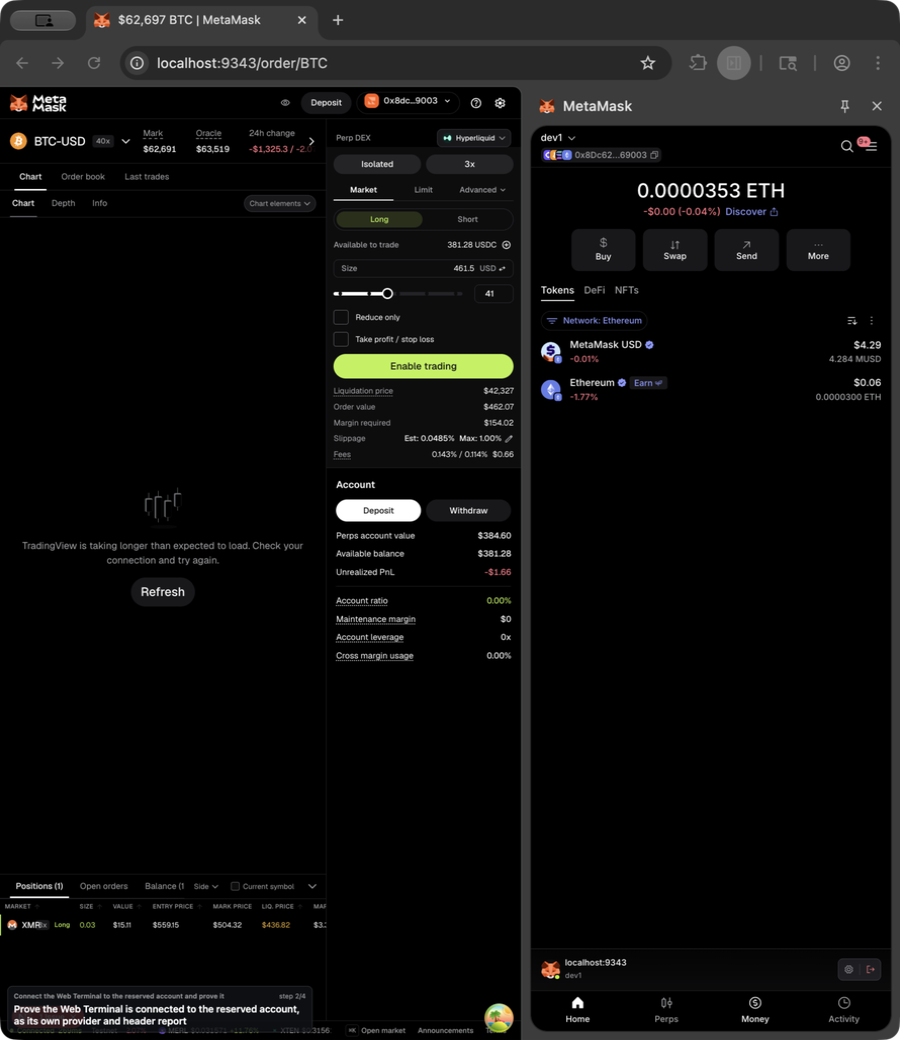 $62,697 BTC | MetaMask
localhost:9343/order/BTC
Meta
Mask
Deposit
0x8dc...9003
BTC-USD
40x
Mark
$62,691
Oracle
$63,519
24h change
-$1,325.3 / -2.0
Chart
Order book
Last trades
Chart
Depth
Info
Chart elements
TradingView is taking longer than expected to load. Check your
connection and try again.
Refresh
Perp DEX
Hyperliquid
Isolated
3x
Market
Limit
Advanced
Long
Short
Available to trade
381.28 USDC
Size
461.5 USD
41
Reduce only
Take profit / stop loss
Enable trading
Liquidation price
$42,327
Order value
$462.07
Margin required
$154.02
Slippage
Est: 0.0485% Max: 1.00%
Fees
0.143% / 0.114% $0.66
Account
Deposit
Withdraw
Perps account value
$384.60
Available balance
$381.28
Unrealized PnL
-$1.66
Account ratio
0.00%
Maintenance margin
$0
Account leverage
0x
Cross margin usage
0.00%
Positions (1)
Open orders
Balance (1
Side
Current symbol
MARKET
SIZE
VALUE
ENTRY PRICE
MARK PRICE
LIQ. PRICE
MAR
XMR
Long
0.03
$15.11
$559.15
$504.32
$436.82
Connect the Web Terminal to the reserved account and prove it
step 2/4
Prove the Web Terminal is connected to the reserved account,
as its own provider and header report
Open market
Announcements
MetaMask
dev1
0x8Dc62...69003
9+
0.0000353 ETH
-$0.00 (-0.04%)
Discover
Buy
Swap
Send
More
Tokens
DeFi
NFTs
Network: Ethereum
MetaMask USD
$4.29
-0.01%
4.284 MUSD
Ethereum
Earn
$0.06
-1.77%
0.0000300 ETH
localhost:9343
dev1
Home
Perps
Money
Activity